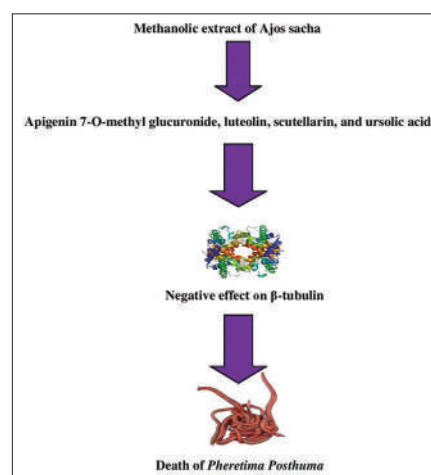 Methanolic extract of Ajos sacha
Apigenin 7-O-methyl glucuronide, luteolin, scutellarin, and ursolic acid
Negative effect on β-tubulin
Death of Pheretima Posthuma